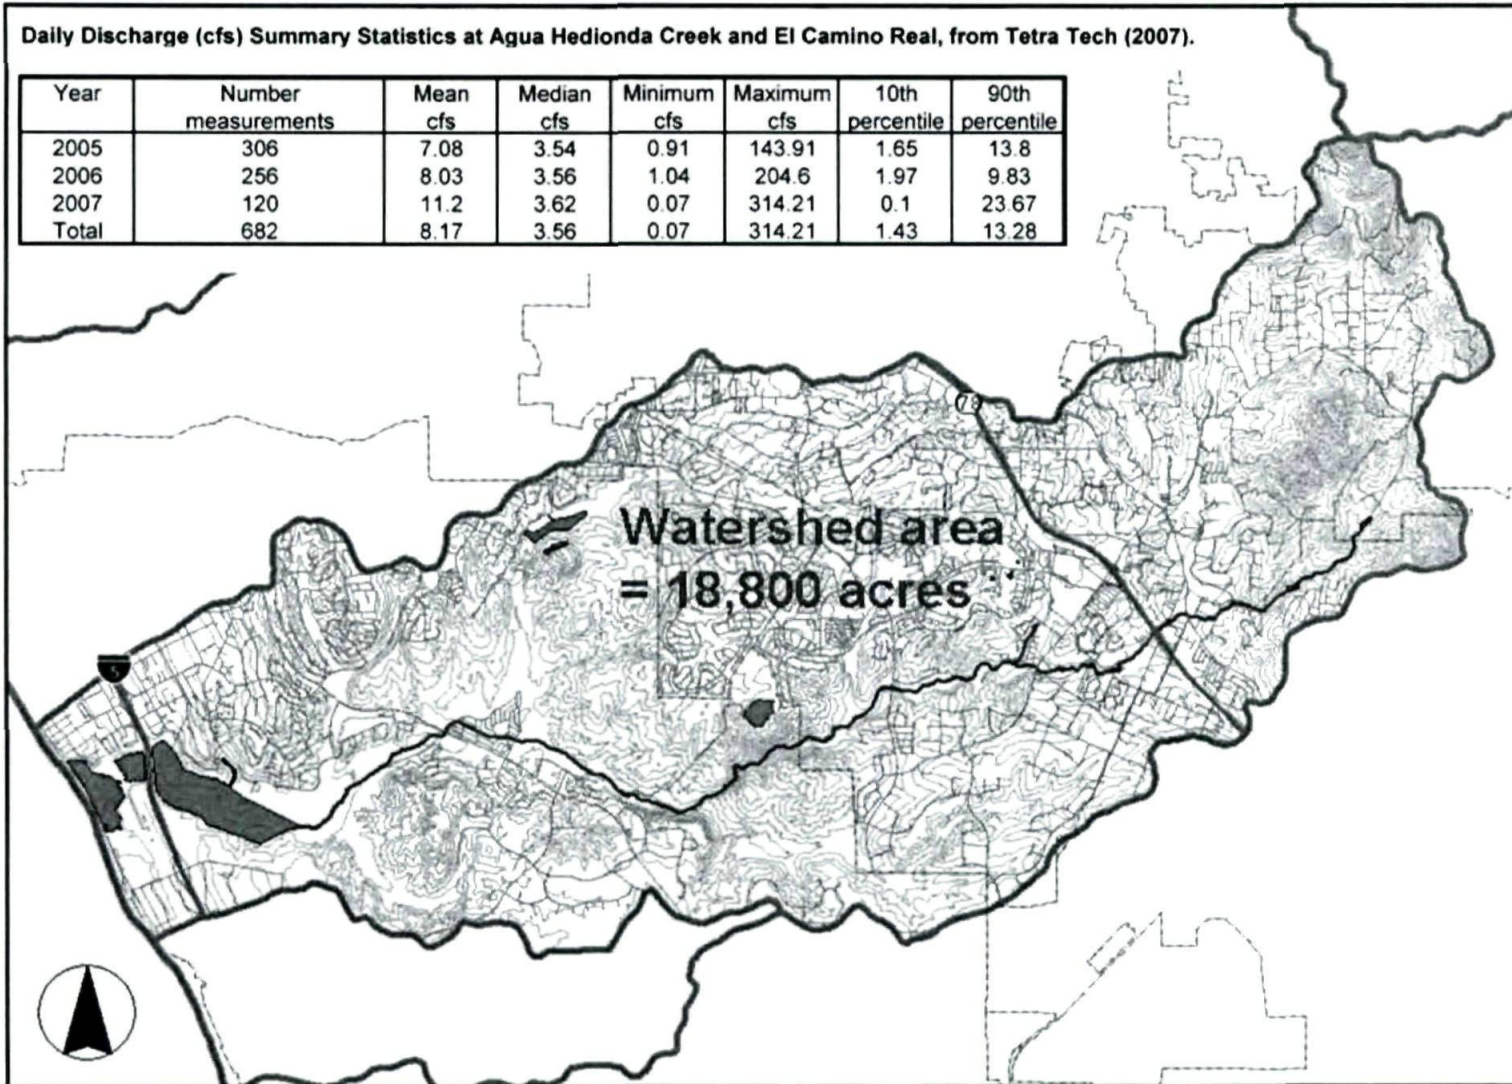 Daily Discharge (cfs) Summary Statistics at Agua Hedionda Creek and El Camino Real, from Tetra Tech (2007).
Year Number measurements Mean cfs Median cfs Minimum cfs Maximum cfs 10th percentile 90th percentile
2005 306 7.08 3.54 0.91 143.91 1.65 13.8
2006 256 8.03 3.56 1.04 204.6 1.97 9.83
2007 120 11.2 3.62 0.07 314.21 0.1 23.67
Total 682 8.17 3.56 0.07 314.21 1.43 13.28
78
Watershed area
= 18,800 acres
5